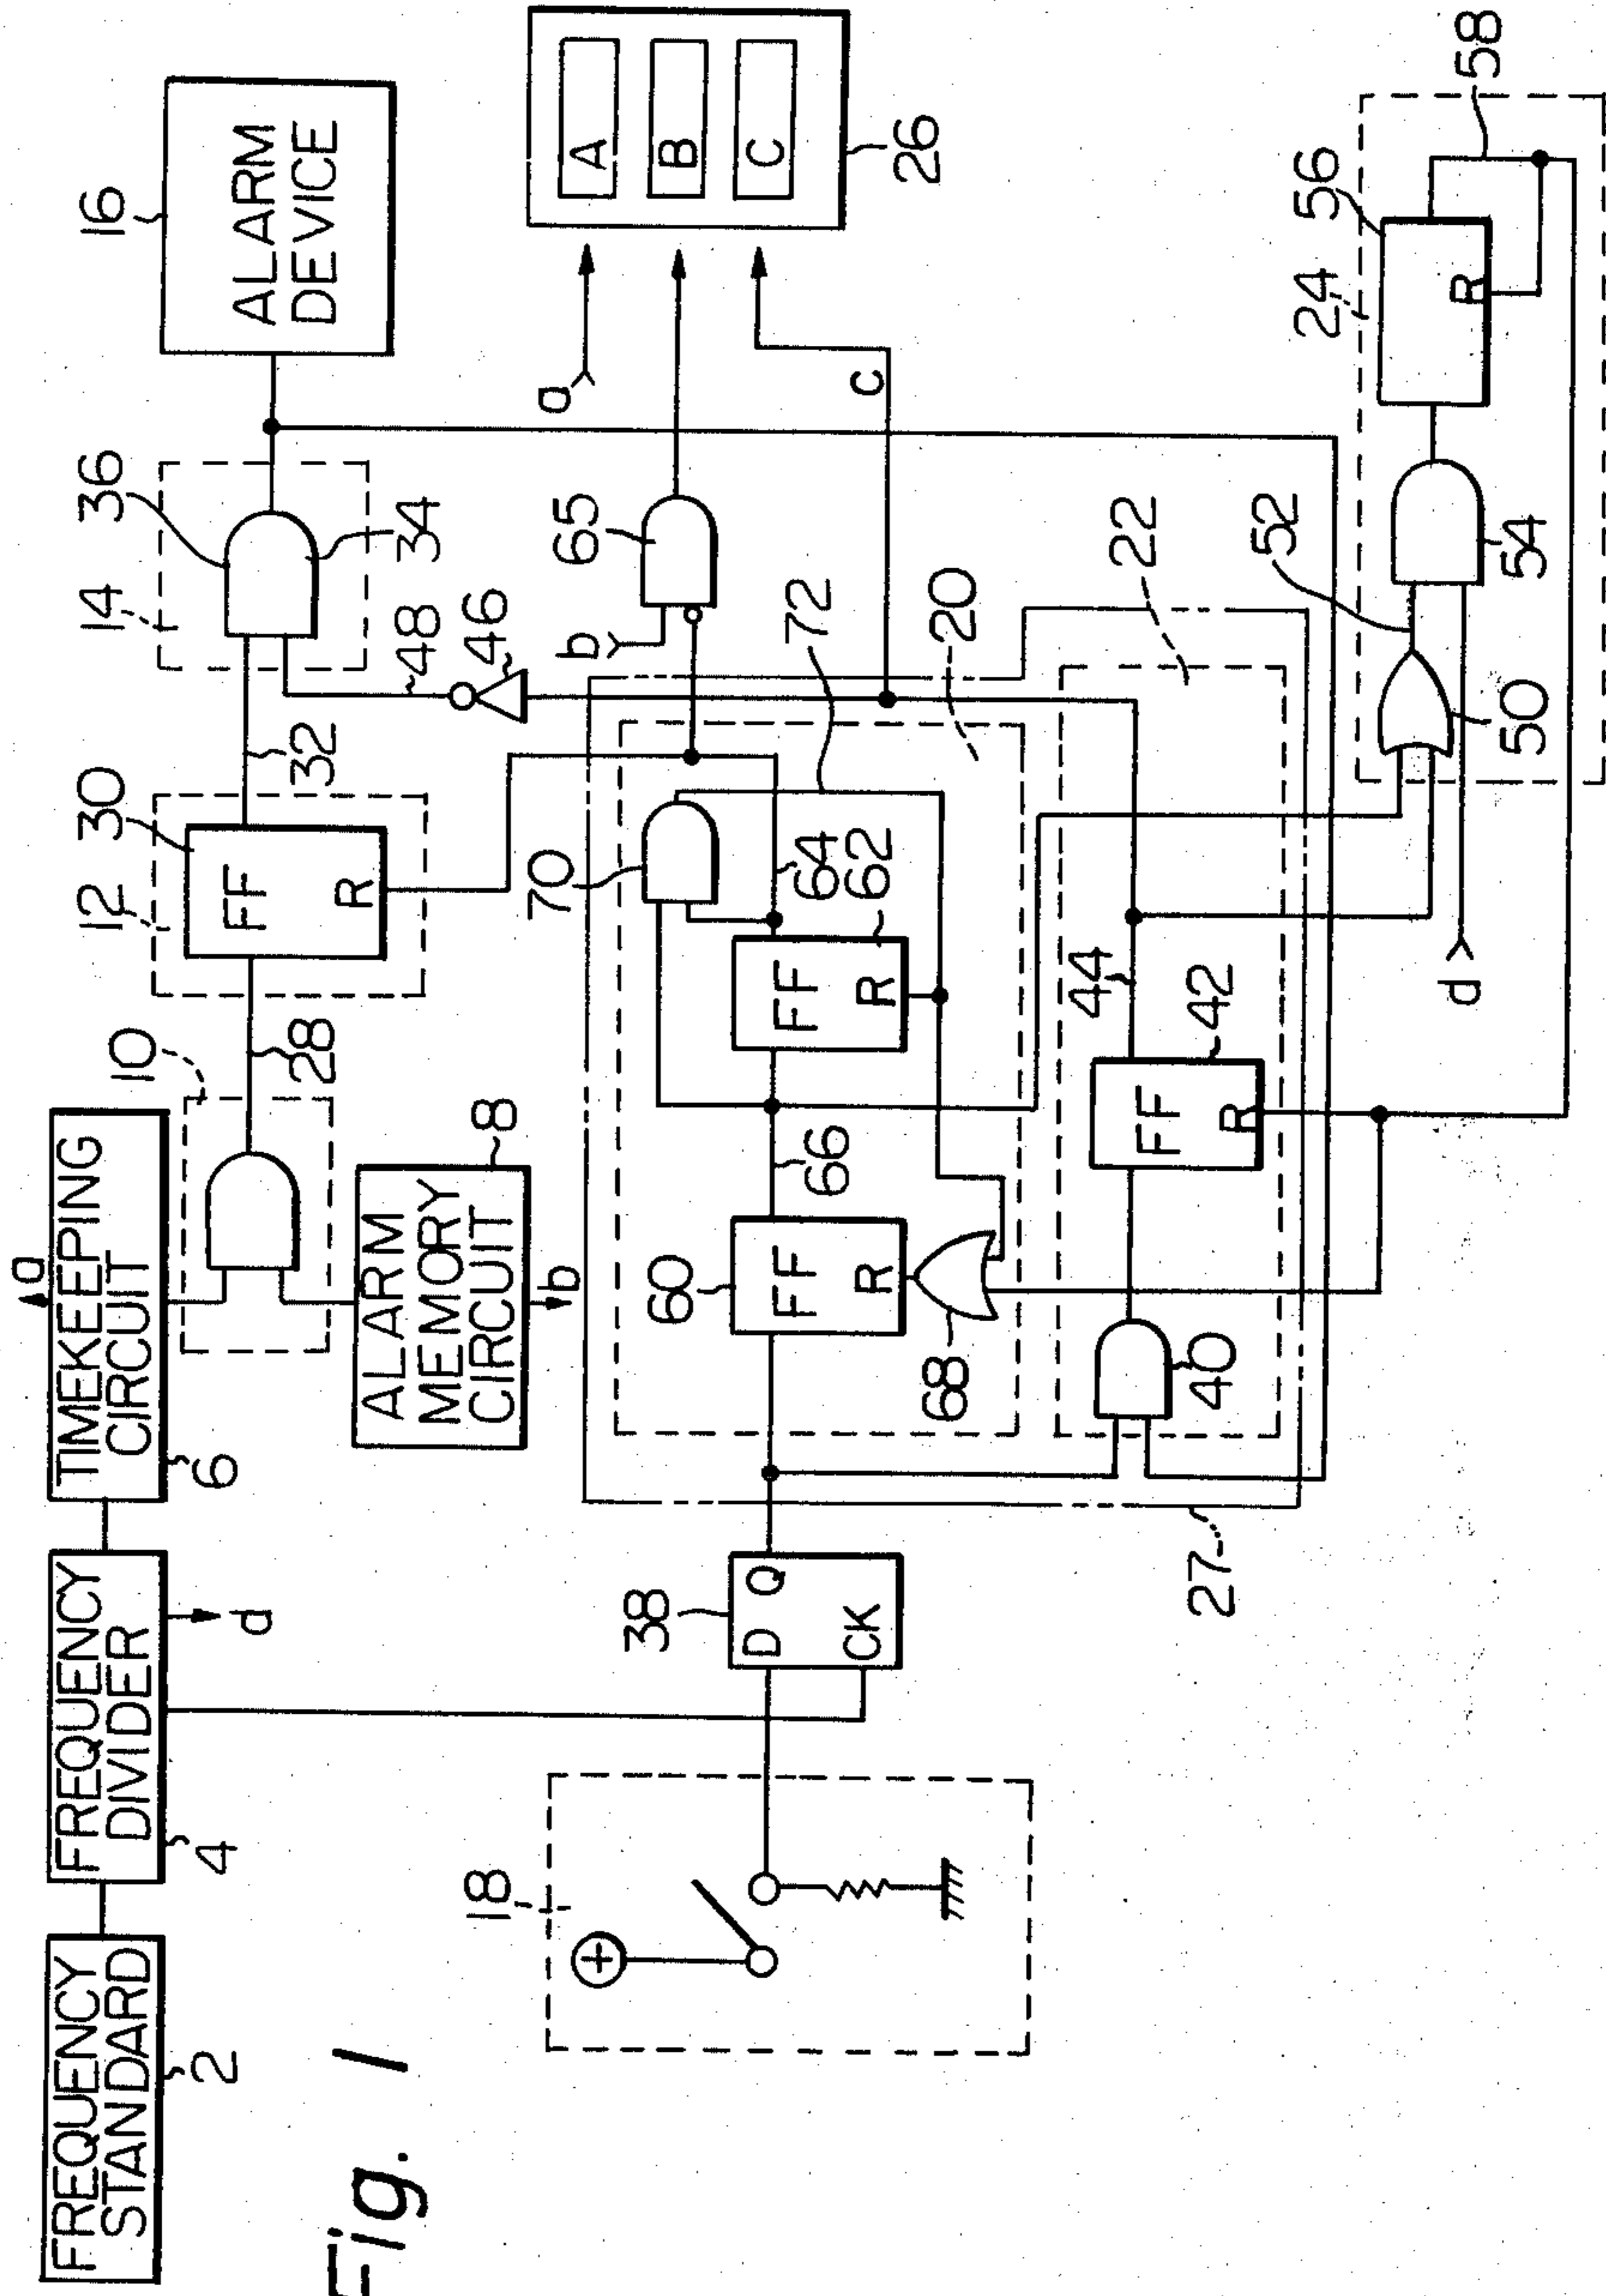 FREQUENCY
STANDARD
2
FREQUENCY
DIVIDER
4
d
TIMEKEEPING
CIRCUIT
6
a
10
28
ALARM
MEMORY
CIRCUIT
8
b
12
30
FF
R
32
14
36
34
48
46
16
ALARM
DEVICE
a
b
65
c
A
B
C
26
18
38
D Q
CK
27
20
60
FF
R
66
68
FF
R
62
64
70
72
22
40
FF
R
42
44
d
50
52
54
24
56
R
58
Fig. 1